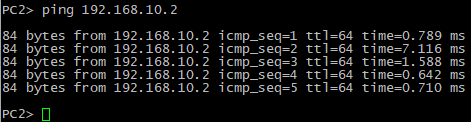 PC2> ping 192.168.10.2
84 bytes from 192.168.10.2 icmp_seq=1 ttl=64 time=0.789 ms
84 bytes from 192.168.10.2 icmp_seq=2 ttl=64 time=7.116 ms
84 bytes from 192.168.10.2 icmp_seq=3 ttl=64 time=1.588 ms
84 bytes from 192.168.10.2 icmp_seq=4 ttl=64 time=0.642 ms
84 bytes from 192.168.10.2 icmp_seq=5 ttl=64 time=0.710 ms
PC2>